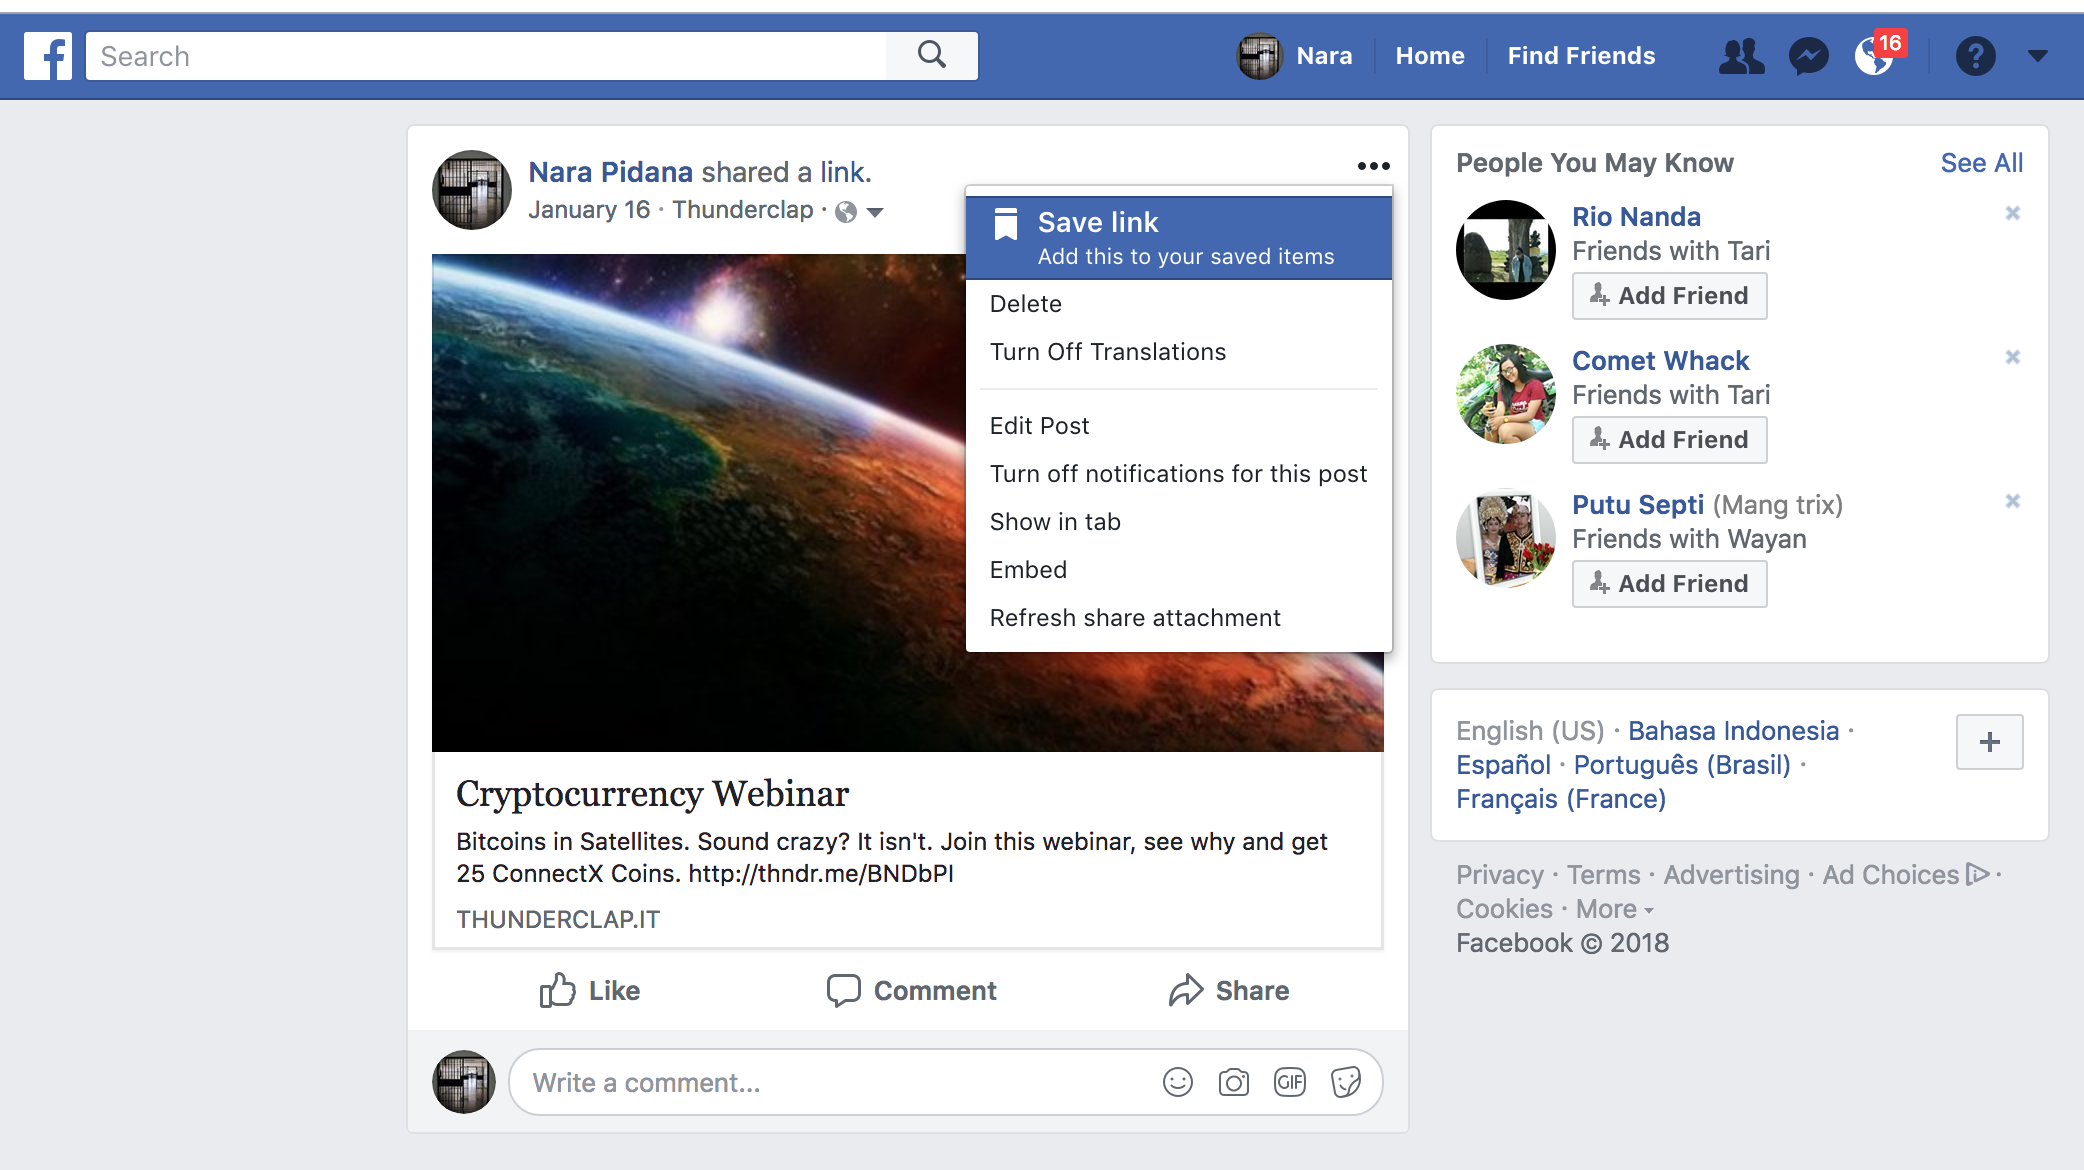 Search
Nara
Home
Find Friends
16
?
Nara Pidana shared a link.
January 16 · Thunderclap ·
Save link
Add this to your saved items
Delete
Turn Off Translations
Edit Post
Turn off notifications for this post
Show in tab
Embed
Refresh share attachment
Cryptocurrency Webinar
Bitcoins in Satellites. Sound crazy? It isn't. Join this webinar, see why and get
25 ConnectX Coins. http://thndr.me/BNDbPI
THUNDERCLAP.IT
Like
Comment
Share
Write a comment...
GIF
People You May Know
See All
Rio Nanda
Friends with Tari
Add Friend
Comet Whack
Friends with Tari
Add Friend
Putu Septi (Mang trix)
Friends with Wayan
Add Friend
English (US) · Bahasa Indonesia ·
Español · Português (Brasil) ·
Français (France)
+
Privacy · Terms · Advertising · Ad Choices ·
Cookies · More
Facebook © 2018